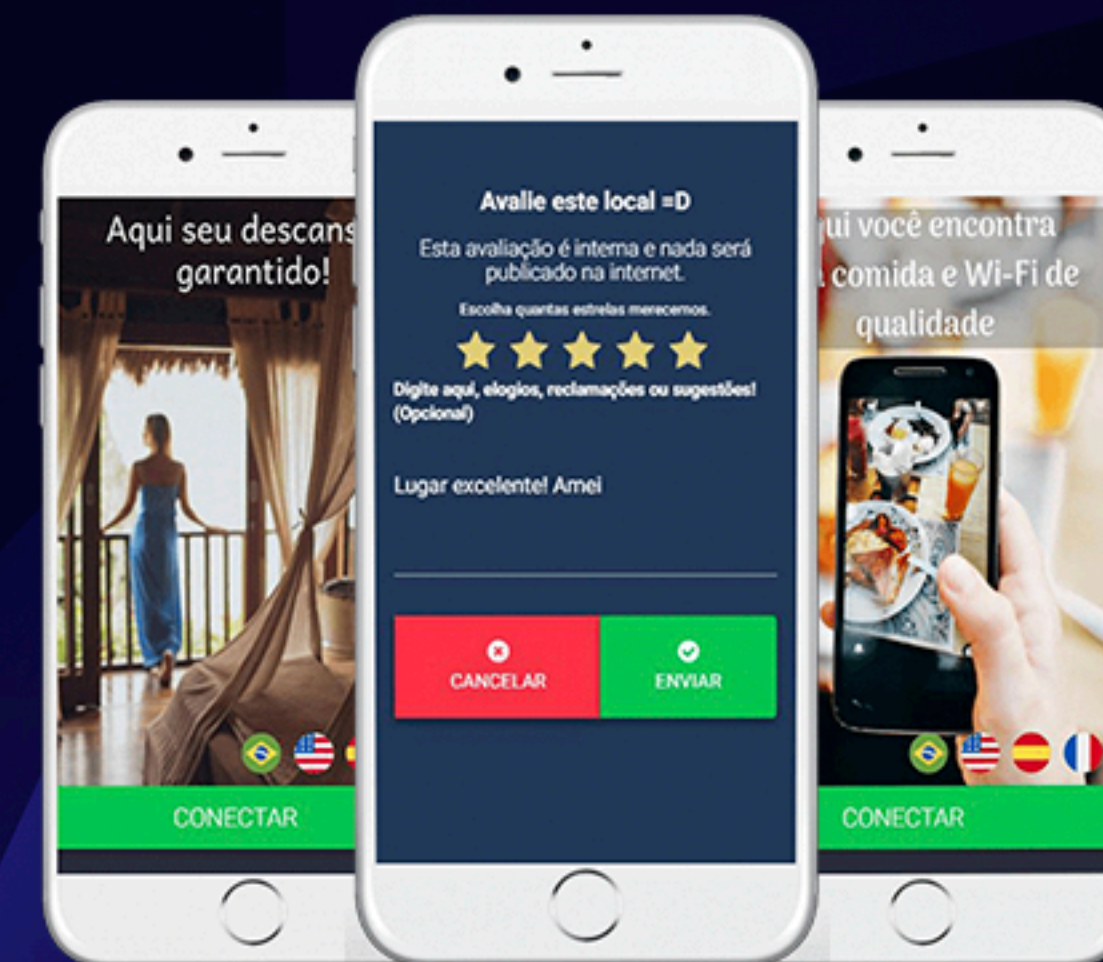 Aqui seu descans
garantido!
CONECTAR
Avalie este local =D
Esta avaliação é interna e nada será
publicado na internet.
Escolha quantas estrelas merecemos.
Digite aqui, elogios, reclamações ou sugestões!
(Opcional)
Lugar excelente! Amei
CANCELAR
ENVIAR
ui você encontra
comida e Wi-Fi de
qualidade
CONECTAR